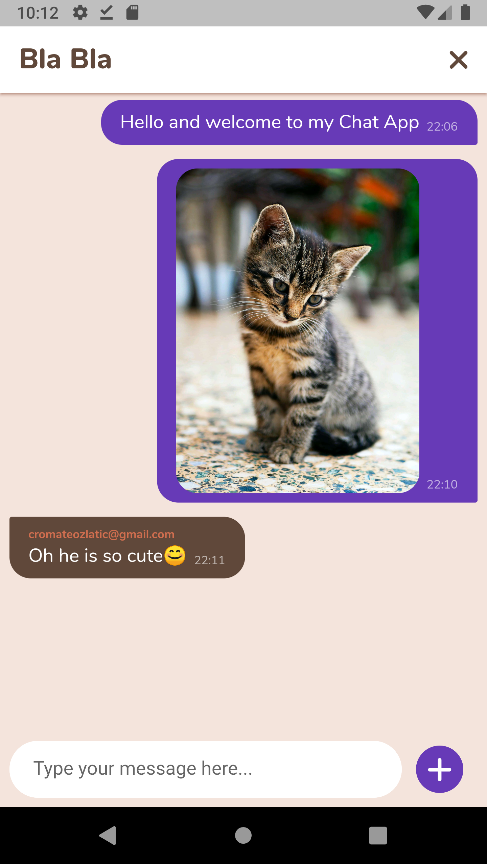 10:12
Bla Bla
Hello and welcome to my Chat App 22:06
22:10
cromateozlatic@gmail.com
Oh he is so cute😊 22:11
Type your message here...